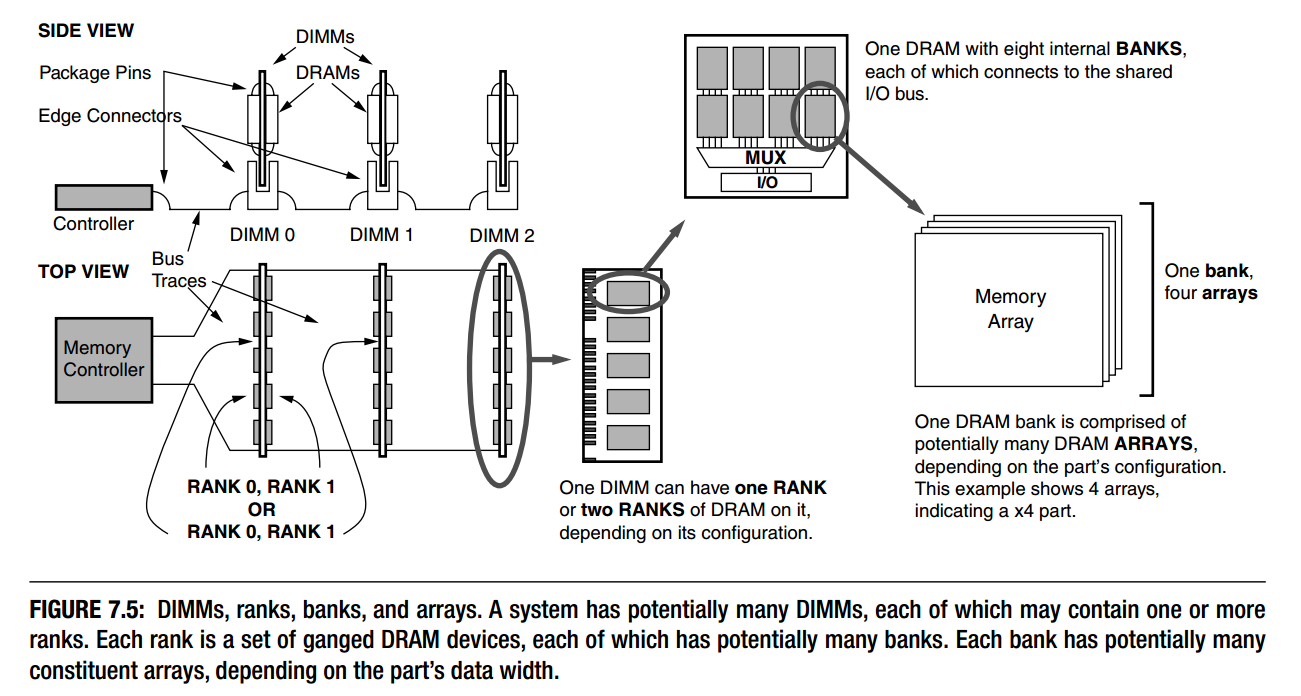 SIDE VIEW
DIMMs
Package Pins
DRAMs
Edge Connectors
Controller
DIMM 0
DIMM 1
DIMM 2
One DRAM with eight internal BANKS,
each of which connects to the shared
I/O bus.
MUX
I/O
TOP VIEW
Bus
Traces
Memory
Controller
RANK 0, RANK 1
OR
RANK 0, RANK 1
One DIMM can have one RANK
or two RANKS of DRAM on it,
depending on its configuration.
Memory
Array
One bank,
four arrays
One DRAM bank is comprised of
potentially many DRAM ARRAYS,
depending on the part's configuration.
This example shows 4 arrays,
indicating a x4 part.
FIGURE 7.5: DIMMs, ranks, banks, and arrays. A system has potentially many DIMMs, each of which may contain one or more
ranks. Each rank is a set of ganged DRAM devices, each of which has potentially many banks. Each bank has potentially many
constituent arrays, depending on the part's data width.